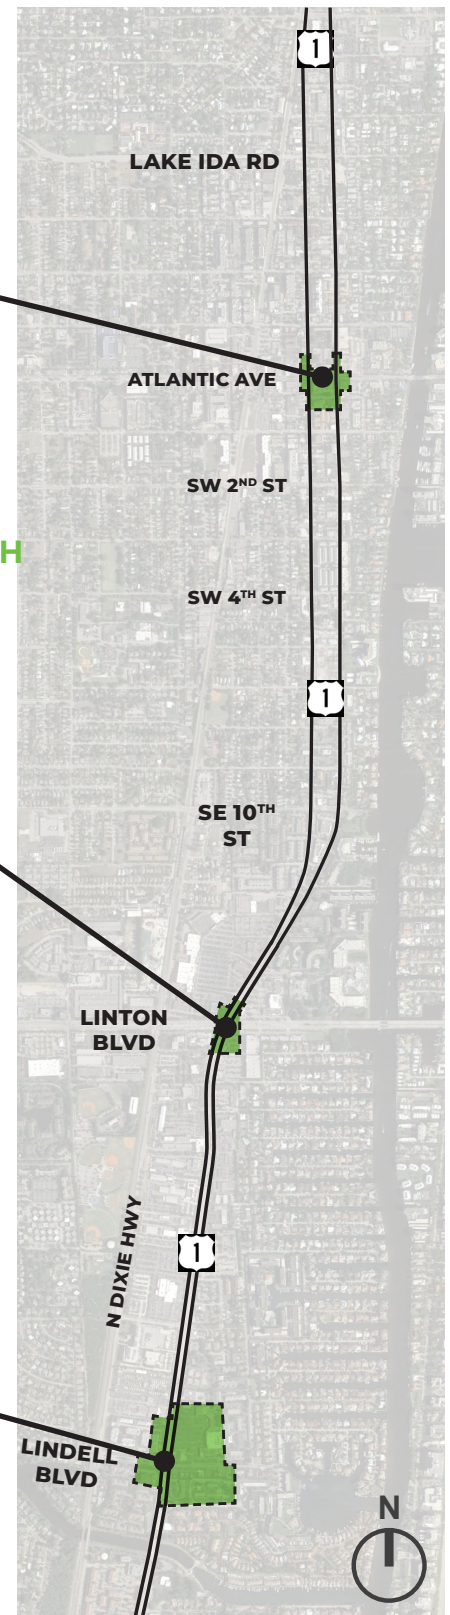 1
LAKE IDA RD
ATLANTIC AVE
SW 2ND ST
H
SW 4TH ST
1
SE 10TH
ST
LINTON
BLVD
N DIXIE HWY
1
LINDELL
BLVD
N